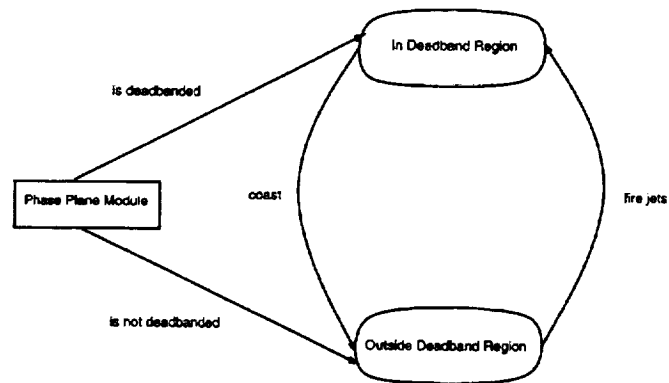 In Deadband Region
is deadbanded
Phase Plane Module
coast
fire jets
is not deadbanded
Outside Deadband Region